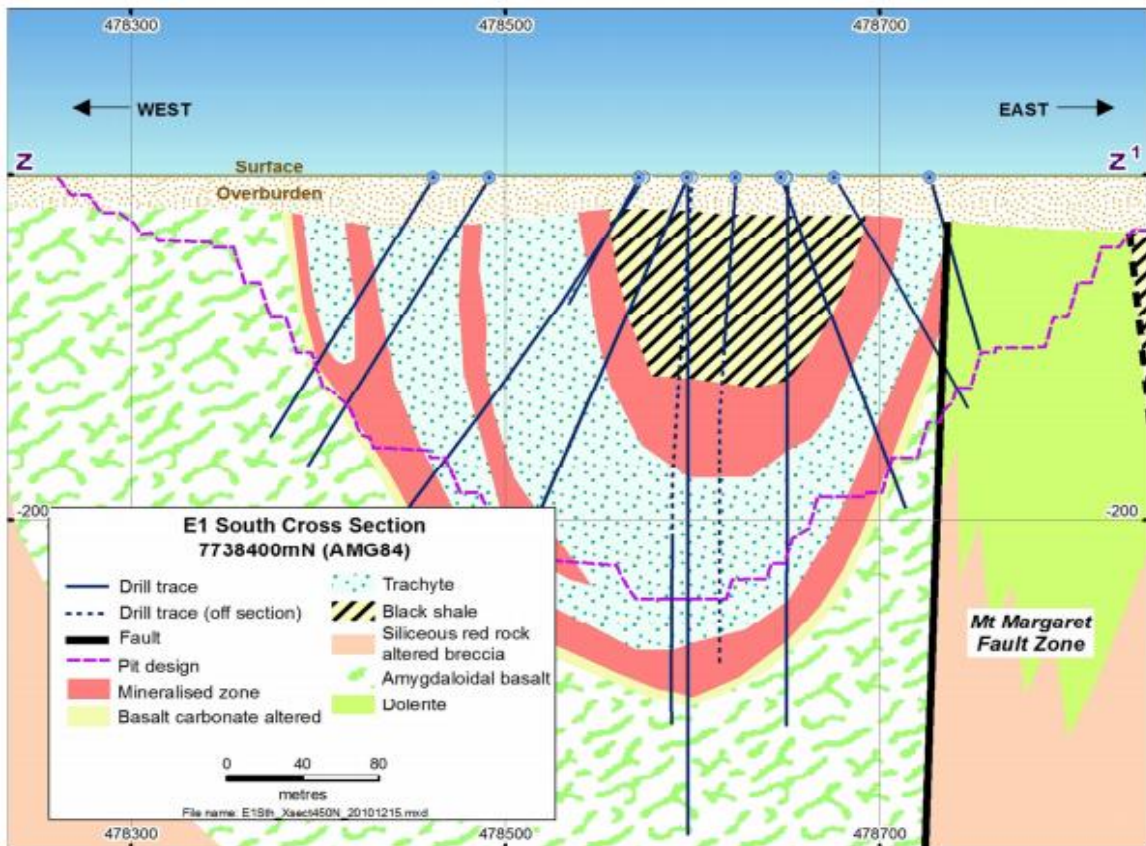 478300 478500 478700
WEST EAST
Z Z1
Surface
Overburden
-200 -200
E1 South Cross Section
7738400mN (AMG84)
Drill trace
Drill trace (off section)
Fault
Pit design
Mineralised zone
Basalt carbonate altered
Trachyte
Black shale
Siliceous red rock
altered breccia
Amygdaloidal basalt
Dolente
0 40 80
metres
File name: E1Sth_Xsect450N_20101215.mxd
Mt Margaret
Fault Zone
478300 478500 478700